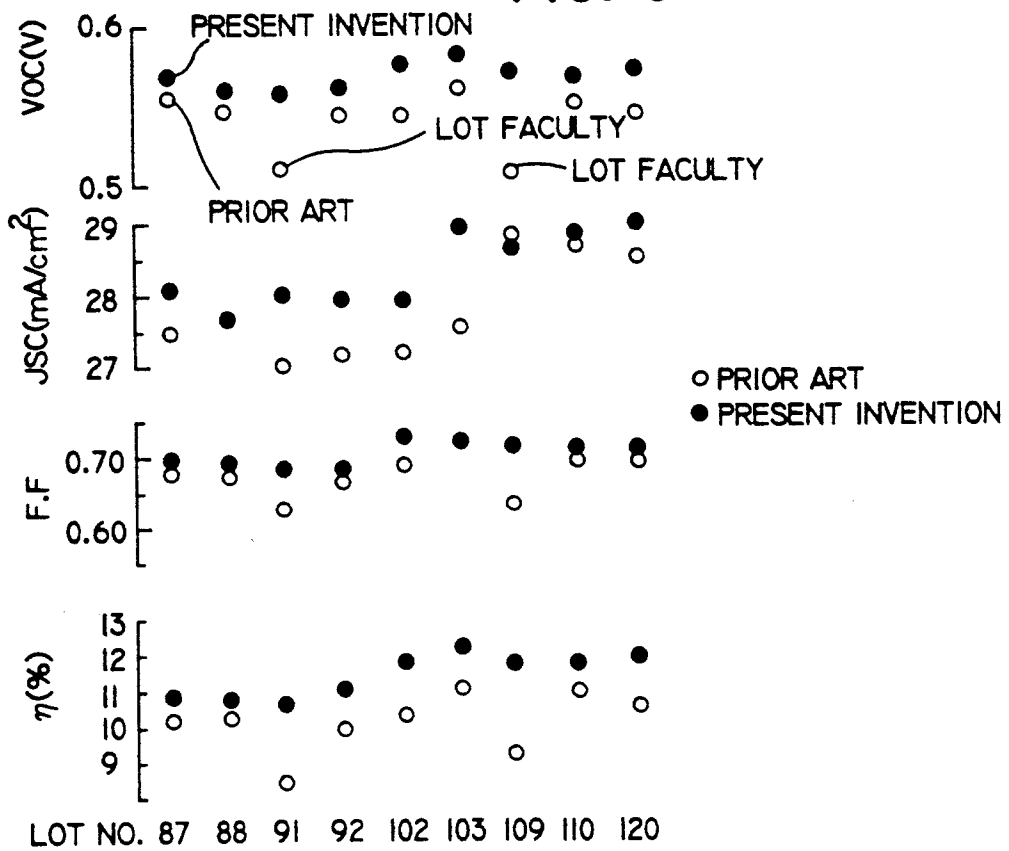 0.6
PRESENT INVENTION
VOC(V)
LOT FACULTY
LOT FACULTY
0.5
PRIOR ART
JSC(mA/cm²)
29
28
27
○ PRIOR ART
● PRESENT INVENTION
F.F
0.70
0.60
η(%)
13
12
11
10
9
LOT NO. 87 88 91 92 102 103 109 110 120